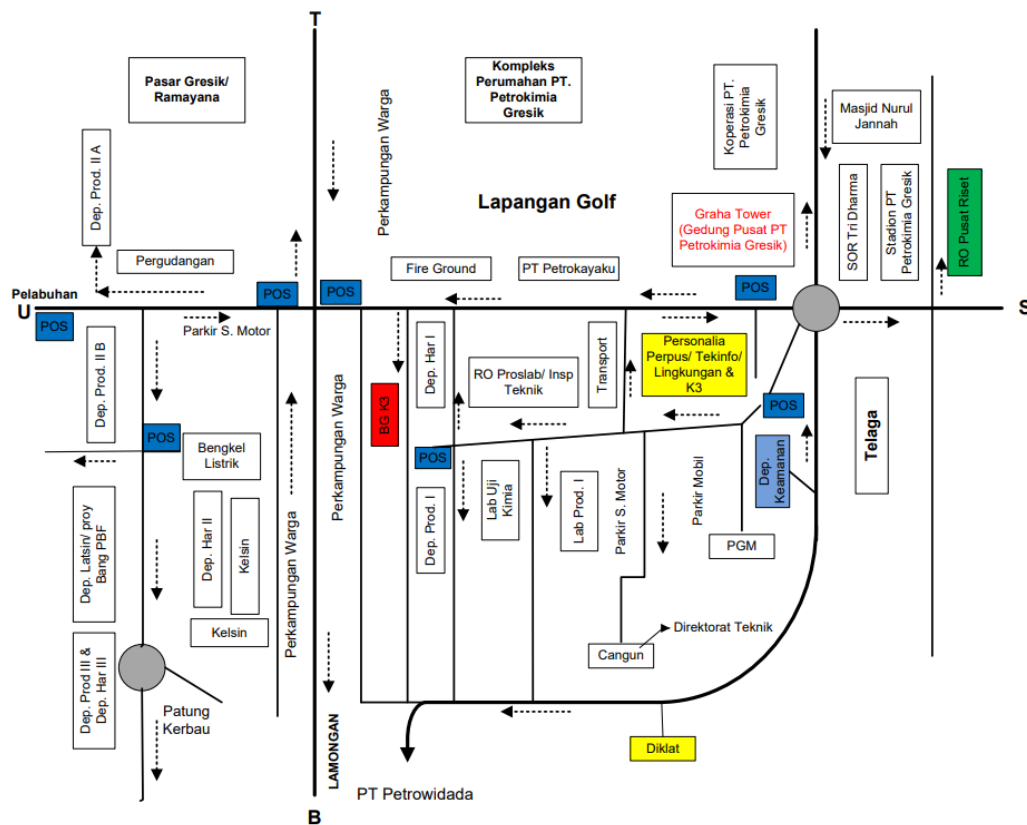 T
Pasar Gresik/
Ramayana
Kompleks
Perumahan PT.
Petrokimia
Gresik
Perkampungan Warga
Koperasi PT.
Petrokimia
Gresik
Masjid Nurul
Jannah
Dep. Prod. II A
Lapangan Golf
Graha Tower
(Gedung Pusat PT
Petrokimia Gresik)
SOR Tri Dharma
Stadion PT
Petrokimia Gresik
RO Pusat Riset
Pergudangan
Fire Ground
PT Petrokayaku
POS
POS
POS
Pelabuhan
U
S
POS
Parkir S. Motor
Dep. Prod. II B
Perkampungan Warga
BG K3
Dep. Har I
RO Proslab/ Insp
Teknik
Transport
Personalia
Perpus/ Tekinfo/
Lingkungan &
K3
POS
Telaga
POS
Bengkel
Listrik
POS
Dep. Keamanan
Dep. Latsin/ proy
Bang PBF
Dep. Har II
Kelsin
Perkampungan Warga
Dep. Prod. I
Lab Uji
Kimia
Lab Prod. I
Parkir S. Motor
Parkir Mobil
PGM
Kelsin
Direktorat Teknik
Cangun
Dep. Prod III &
Dep. Har III
Patung
Kerbau
LAMONGAN
Diklat
PT Petrowidada
B